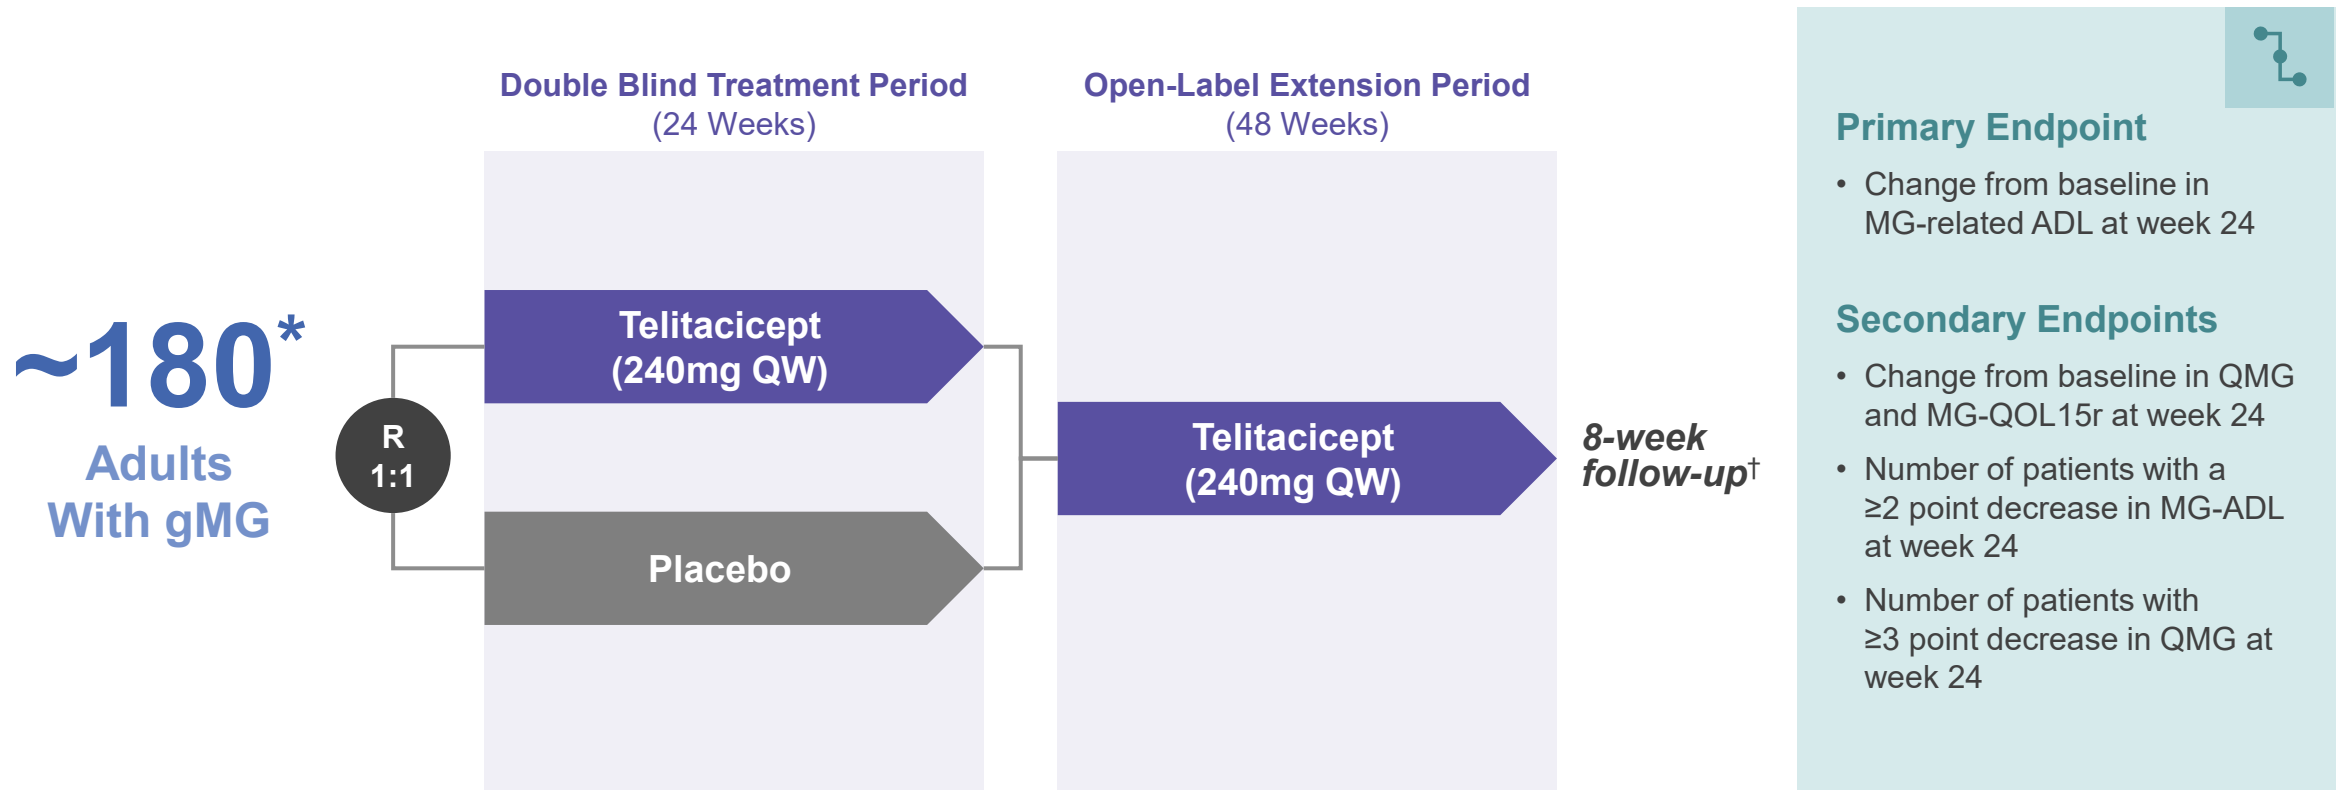 Double Blind Treatment Period
(24 Weeks)
Open-Label Extension Period
(48 Weeks)
~180*
Adults
With gMG
R
1:1
Telitacicept
(240mg QW)
Placebo
Telitacicept
(240mg QW)
8-week
follow-up†
Primary Endpoint
• Change from baseline in
MG-related ADL at week 24
Secondary Endpoints
• Change from baseline in QMG
and MG-QOL15r at week 24
• Number of patients with a
≥2 point decrease in MG-ADL
at week 24
• Number of patients with
≥3 point decrease in QMG at
week 24